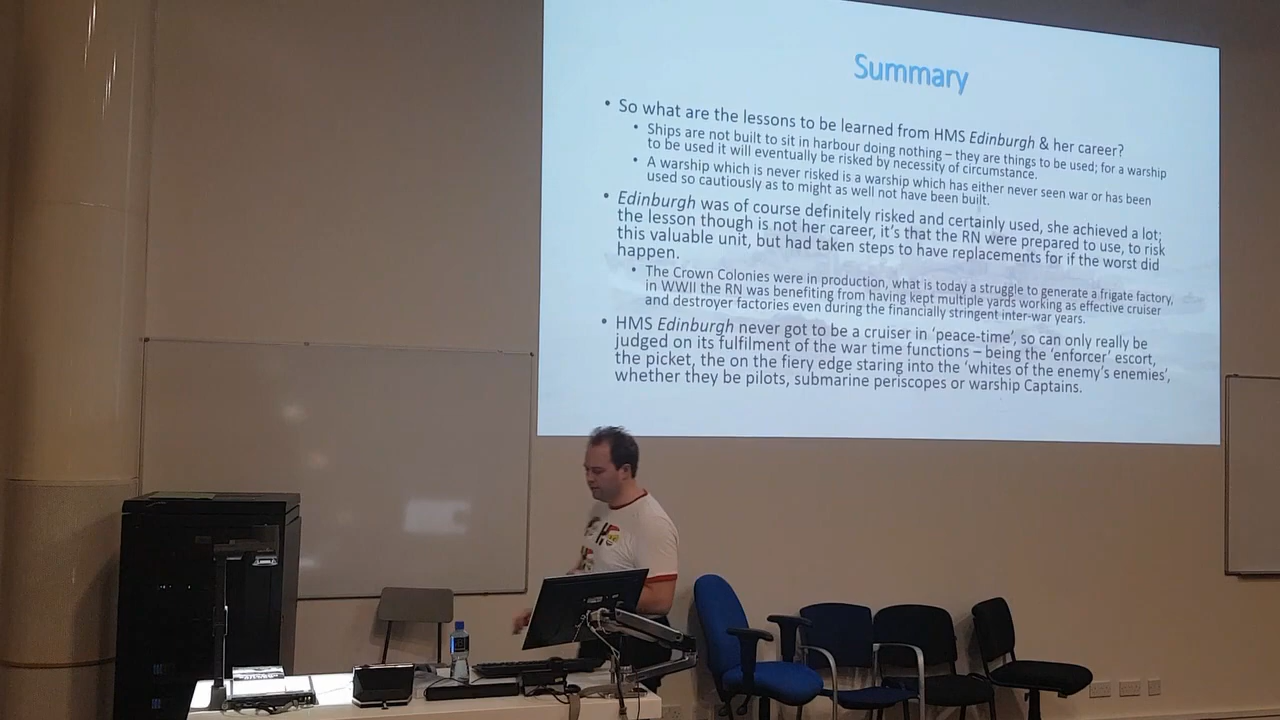 Summary
• So what are the lessons to be learned from HMS Edinburgh & her career?
• Ships are not built to sit in harbour doing nothing – they are things to be used; for a warship
to be used it will eventually be risked by necessity of circumstance.
• A warship which is never risked is a warship which has either never seen war or has been
used so cautiously as to might as well not have been built.
• Edinburgh was of course definitely risked and certainly used, she achieved a lot;
the lesson though is not her career, it's that the RN were prepared to use, to risk
this valuable unit, but had taken steps to have replacements for if the worst did
happen.
• The Crown Colonies were in production, what is today a struggle to generate a frigate factory,
in WWII the RN was benefiting from having kept multiple yards working as effective cruiser
and destroyer factories even during the financially stringent inter-war years.
• HMS Edinburgh never got to be a cruiser in 'peace-time', so can only really be
judged on its fulfilment of the war time functions – being the 'enforcer' escort,
the picket, the on the fiery edge staring into the 'whites of the enemy's enemies',
whether they be pilots, submarine periscopes or warship Captains.